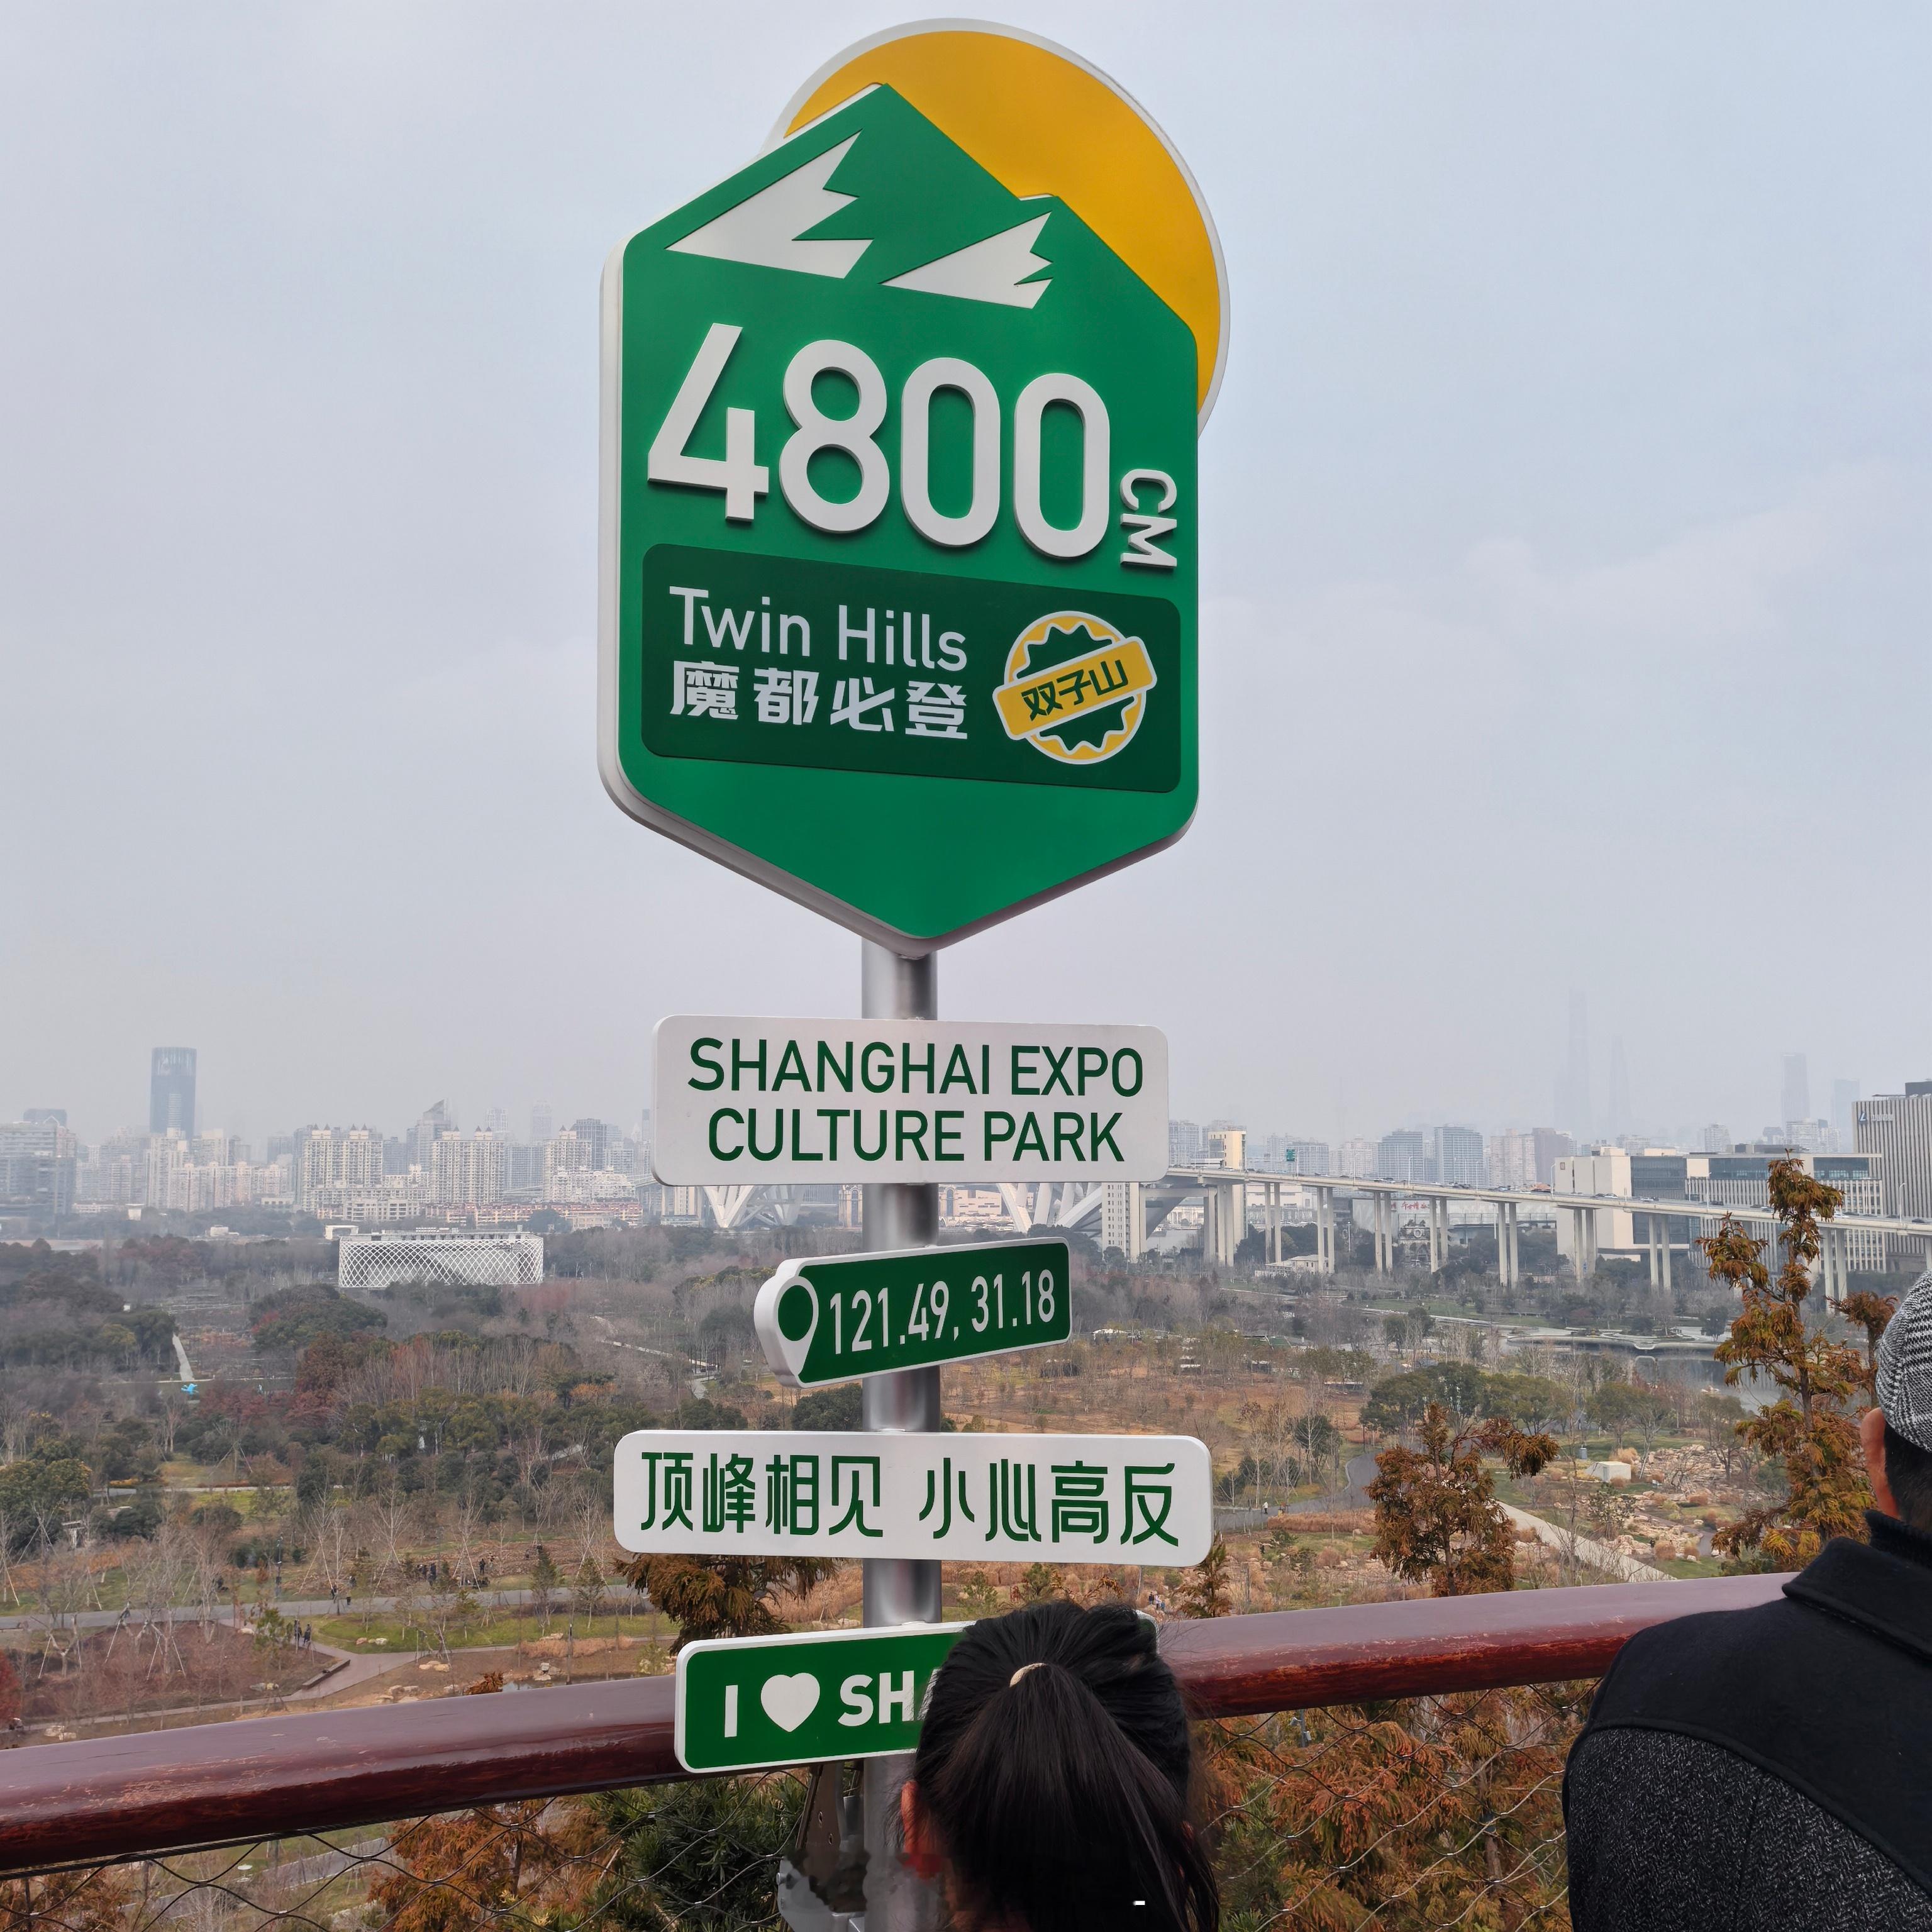 4800
CM
Twin Hills
魔都必登
双子山
SHANGHAI EXPO
CULTURE PARK
121.49, 31.18
顶峰相见 小心高反
I ♥ SH